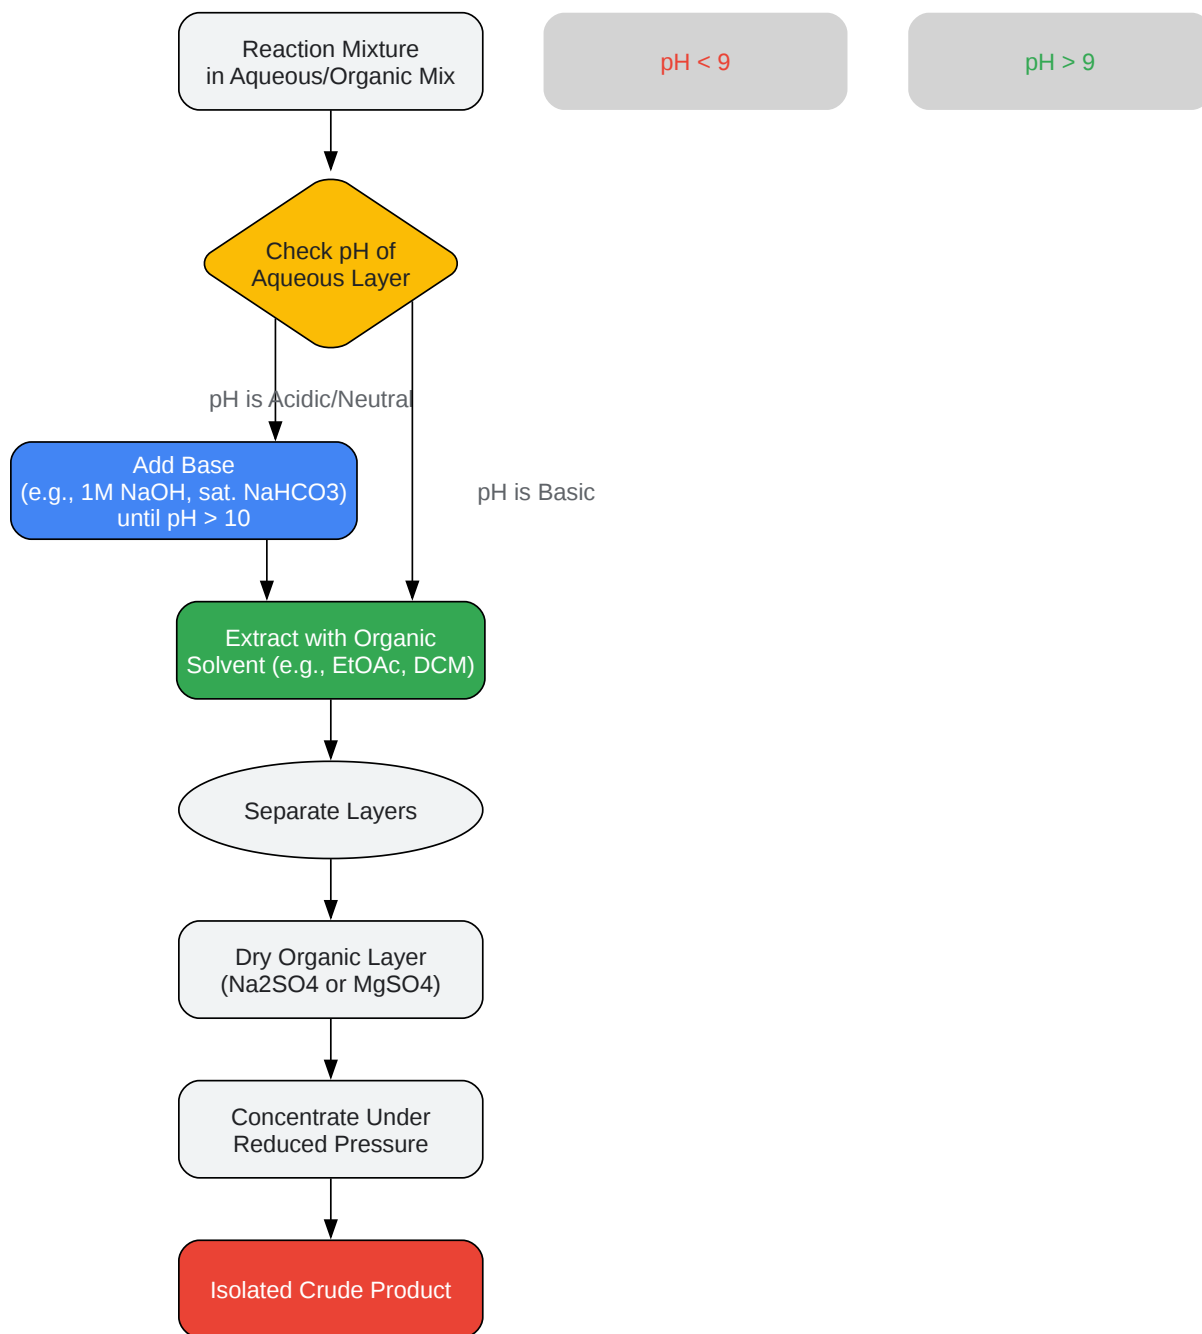 Reaction Mixture
in Aqueous/Organic Mix
pH < 9
pH > 9
Check pH of
Aqueous Layer
pH is Acidic/Neutral
Add Base
(e.g., 1M NaOH, sat. NaHCO3)
until pH > 10
pH is Basic
Extract with Organic
Solvent (e.g., EtOAc, DCM)
Separate Layers
Dry Organic Layer
(Na2SO4 or MgSO4)
Concentrate Under
Reduced Pressure
Isolated Crude Product